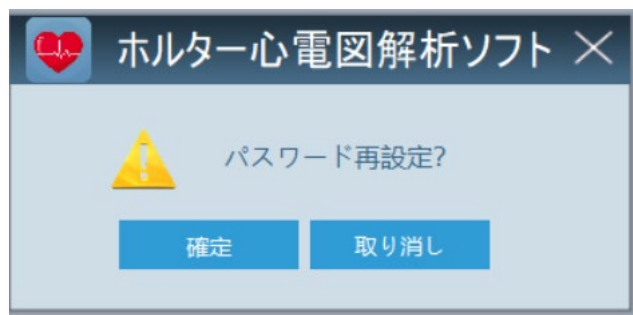 ホルター心電図解析ソフト
パスワード再設定?
確定 取り消し